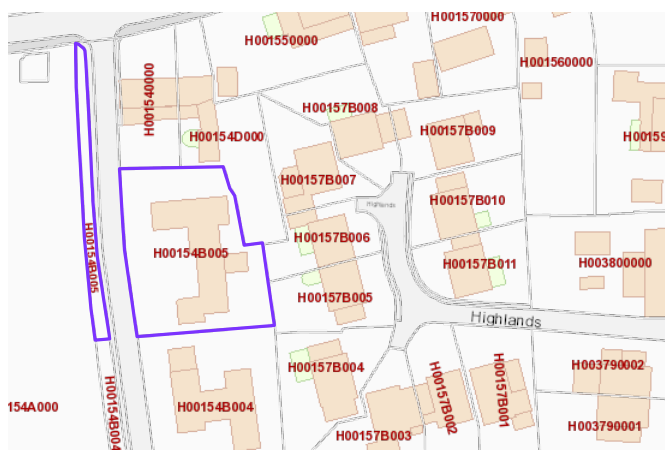 H001570000
H001550000
H001560000
H001540000
H00157B008
H00157B009
H00154D000
H00159
H00157B007
H00157B010
Highlands
H00157B006
H00154B005
H00154B005
H00157B011
H003800000
H00157B005
Highlands
H00157B004
H003790002
H00154B004
154A000
H00154B004
H00157B002
H00157B001
H003790001
H00157B003